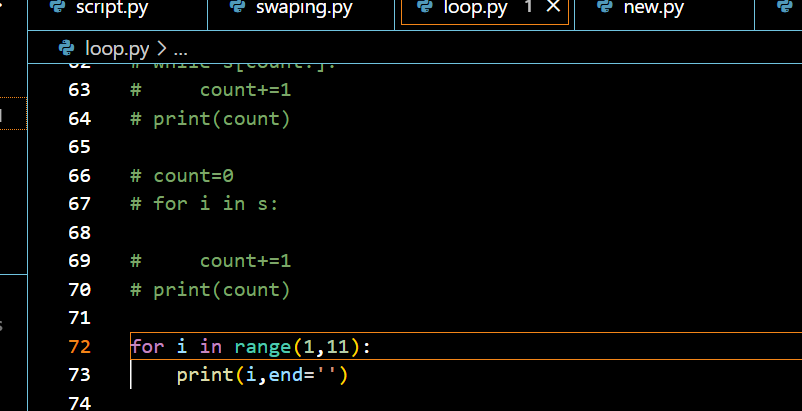 script.py swaping.py loop.py 1 × new.py
loop.py > ...
62 # while s[count:]:
63 #     count+=1
64 # print(count)
65
66 # count=0
67 # for i in s:
68
69 #     count+=1
70 # print(count)
71
72 for i in range(1,11):
73     print(i,end='')
74